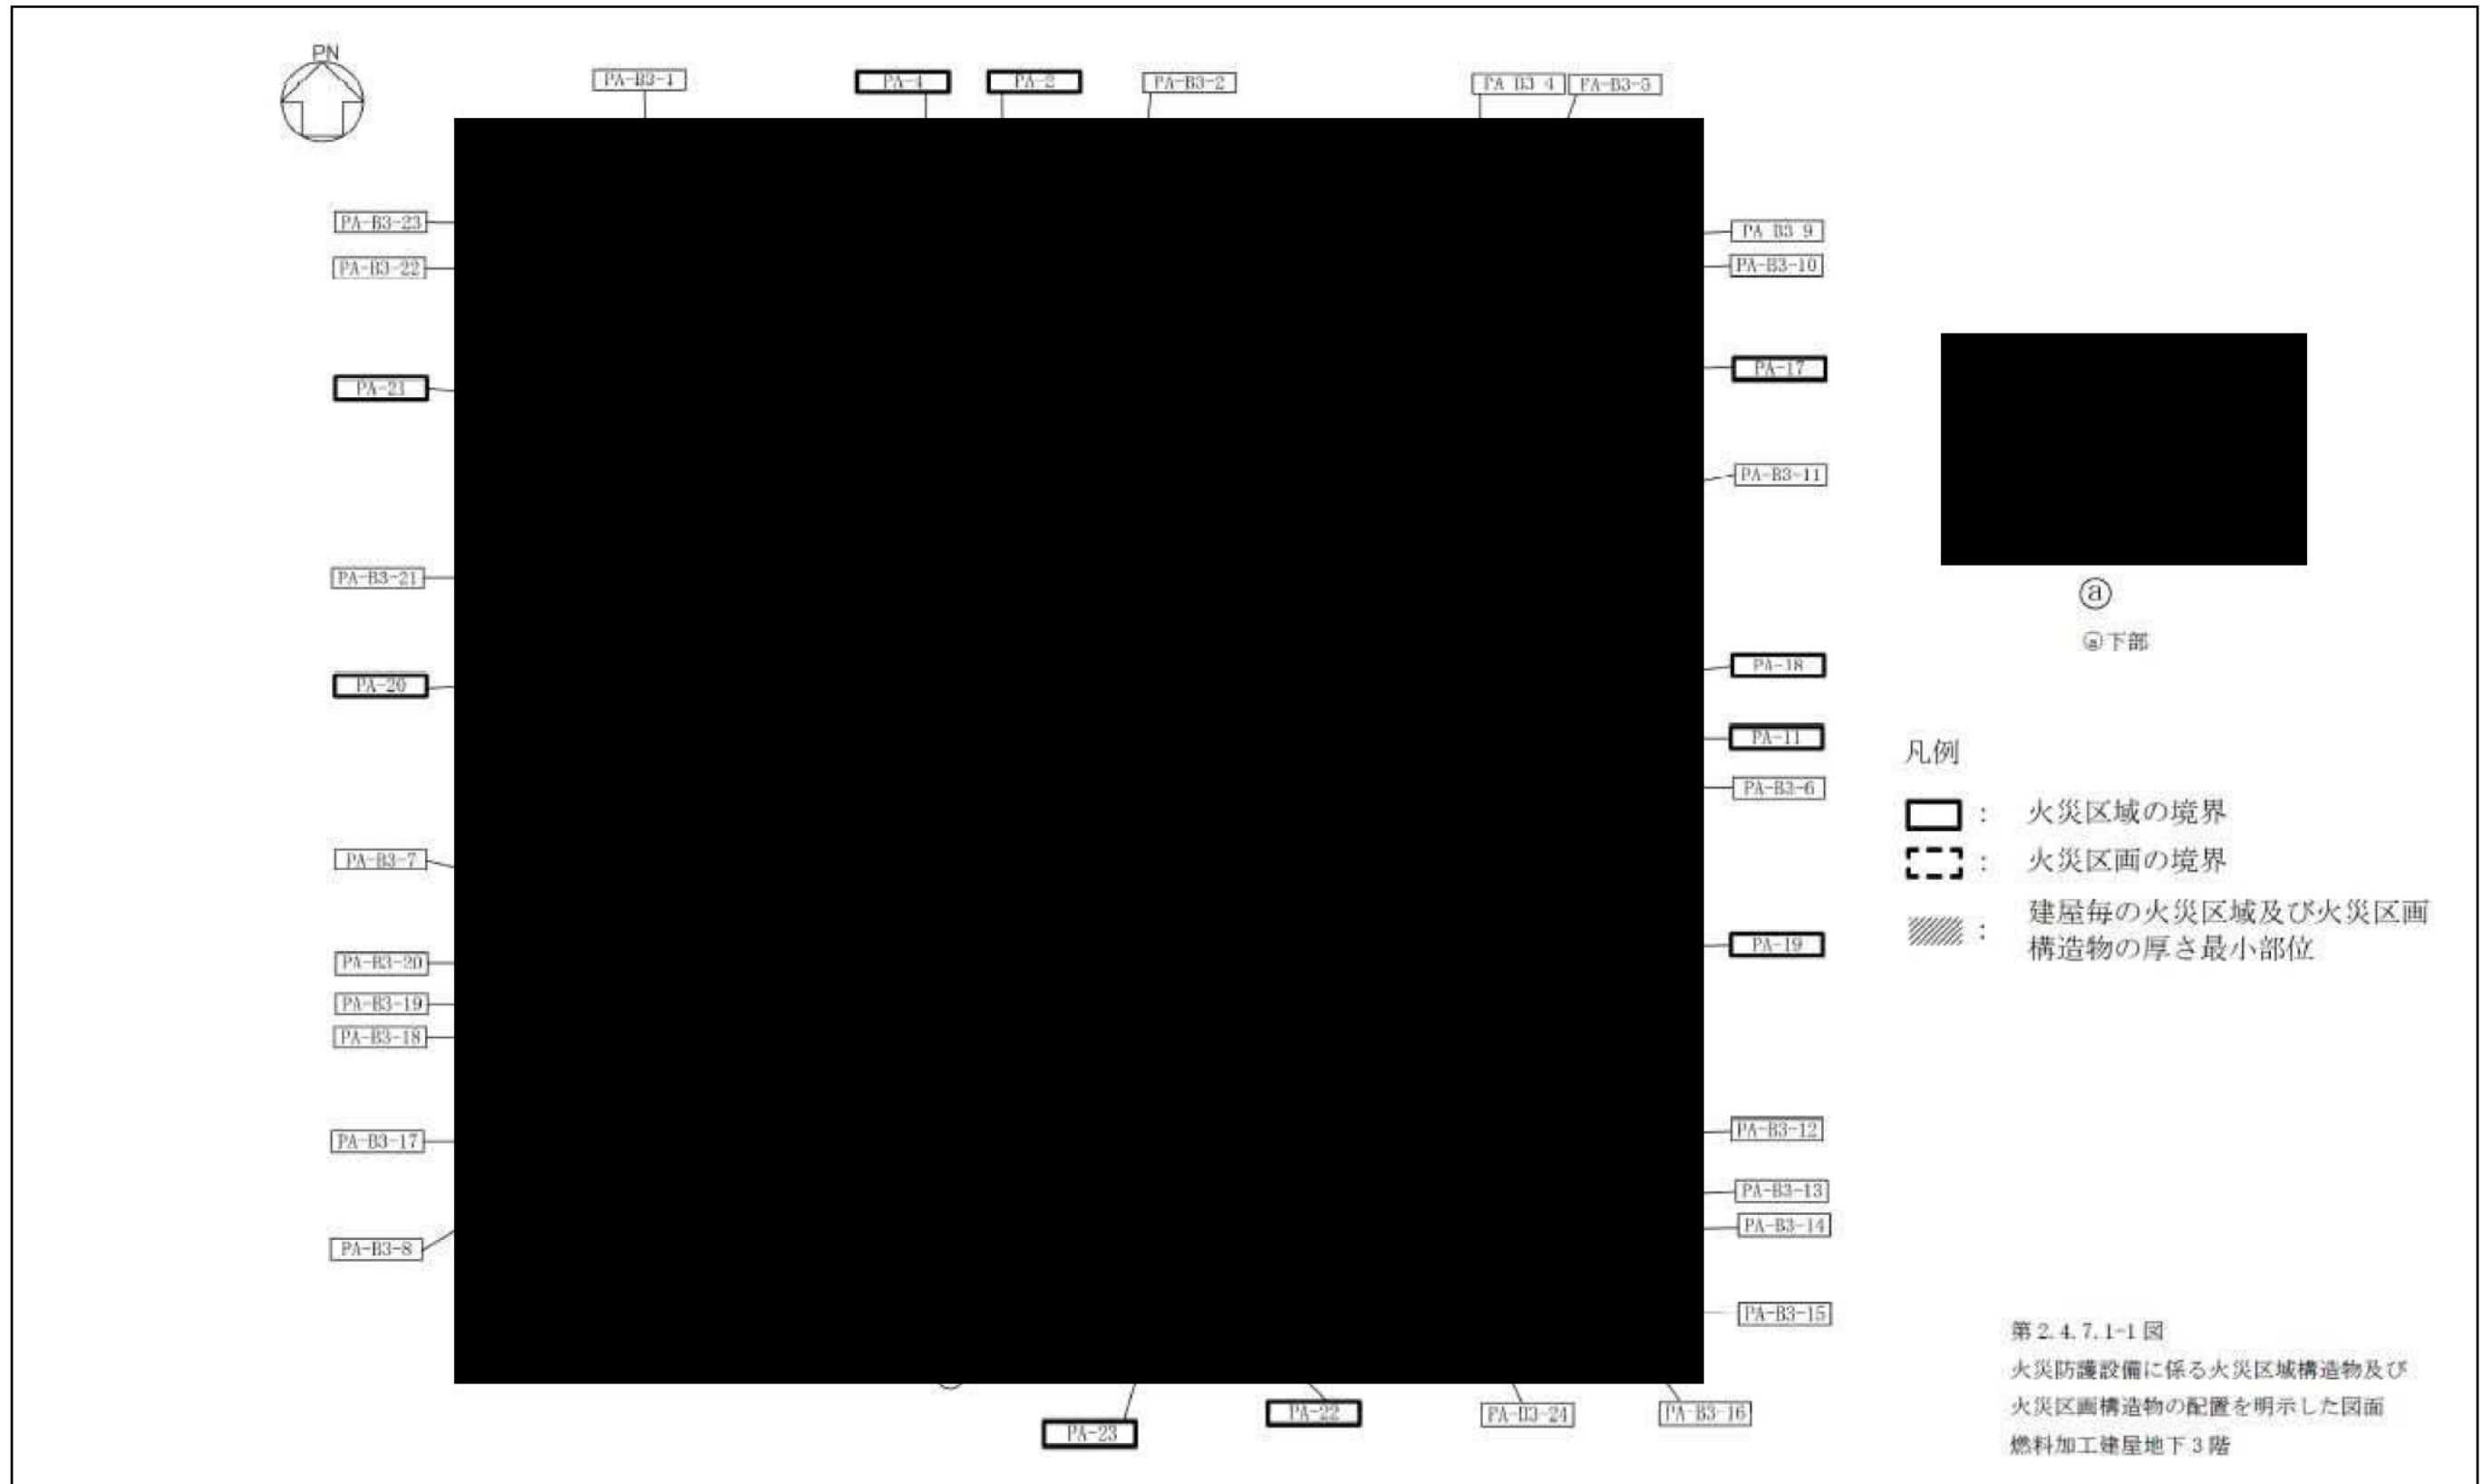 PN
PA-B3-1
PA-4
PA-2
PA-B3-2
PA-B3-4
PA-B3-5
PA-B3-23
PA-B3-22
PA-21
PA-B3-21
PA-20
PA-B3-7
PA-B3-20
PA-B3-19
PA-B3-18
PA-B3-17
PA-B3-8
PA-B3-9
PA-B3-10
PA-17
PA-B3-11
PA-18
PA-11
PA-B3-6
PA-19
PA-B3-12
PA-B3-13
PA-B3-14
PA-B3-15
PA-23
PA-22
PA-B3-24
PA-B3-16
ⓐ
ⓐ下部
凡例
： 火災区域の境界
： 火災区画の境界
： 建屋毎の火災区域及び火災区画
構造物の厚さ最小部位
第2.4.7.1-1図
火災防護設備に係る火災区域構造物及び
火災区画構造物の配置を明示した図面
燃料加工建屋地下3階